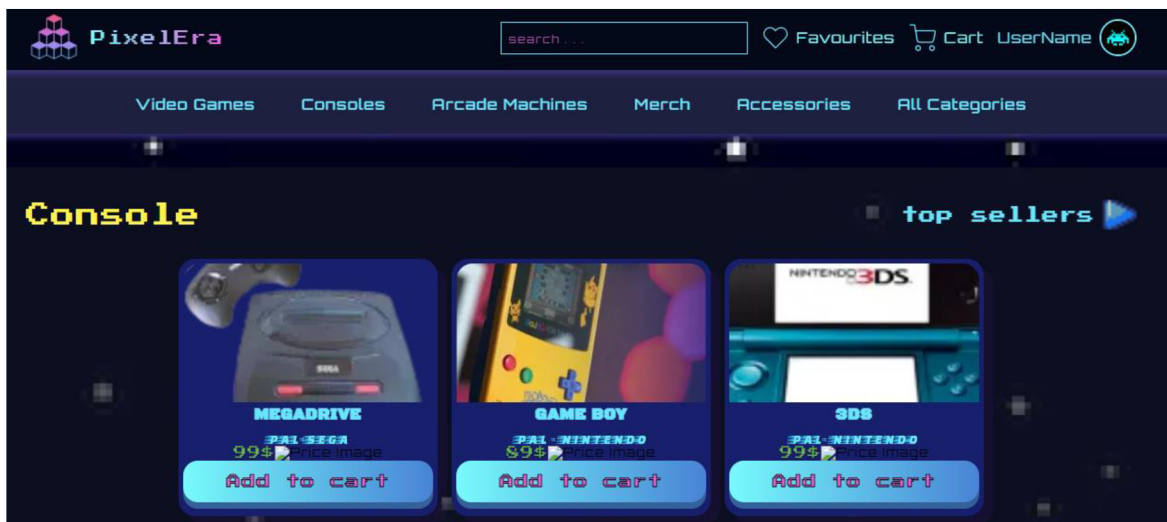 PixelEra
search...
Favourites
Cart
UserName
Video Games
Consoles
Arcade Machines
Merch
Accessories
All Categories
Console
top sellers
SEGA
NINTENDO 3DS.
MEGADRIVE
GAME BOY
3DS
PAL-SEGA
PAL-NINTENDO
PAL-NINTENDO
99$ Price Image
89$ Price Image
99$ Price Image
Add to cart
Add to cart
Add to cart